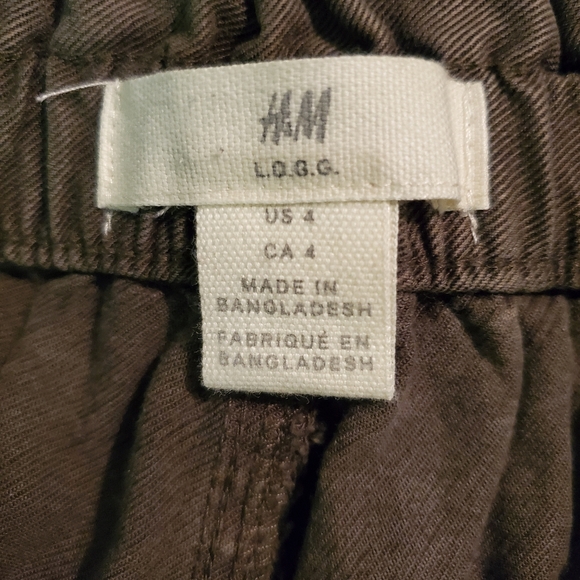 H&M
L.O.G.G.
US 4
CA 4
MADE IN
BANGLADESH
FABRIQUÉ EN
BANGLADESH